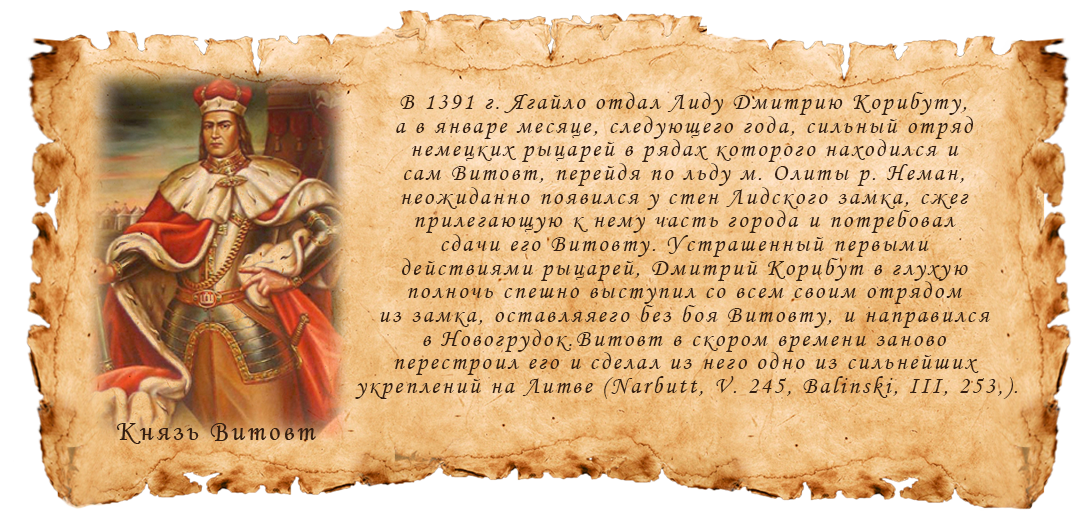 В 1391 г. Ягайло отдал Лиду Дмитрию Корибуту,
а в январе месяце, следующего года, сильный отряд
немецких рыцарей в рядах которого находился и
сам Витовт, перейдя по льду м. Олиты р. Неман,
неожиданно появился у стен Лидского замка, сжег
прилегающую к нему часть города и потребовал
сдачи его Витовту. Устрашенный первыми
действиями рыцарей, Дмитрий Корибут в глухую
полночь спешно выступил со всем своим отрядом
из замка, оставляяего без боя Витовту, и направился
в Новогрудок.Витовт в скором времени заново
перестроил его и сделал из него одно из сильнейших
укреплений на Литве (Narbutt, V. 245, Balinski, III, 253,).
Князь Витовт